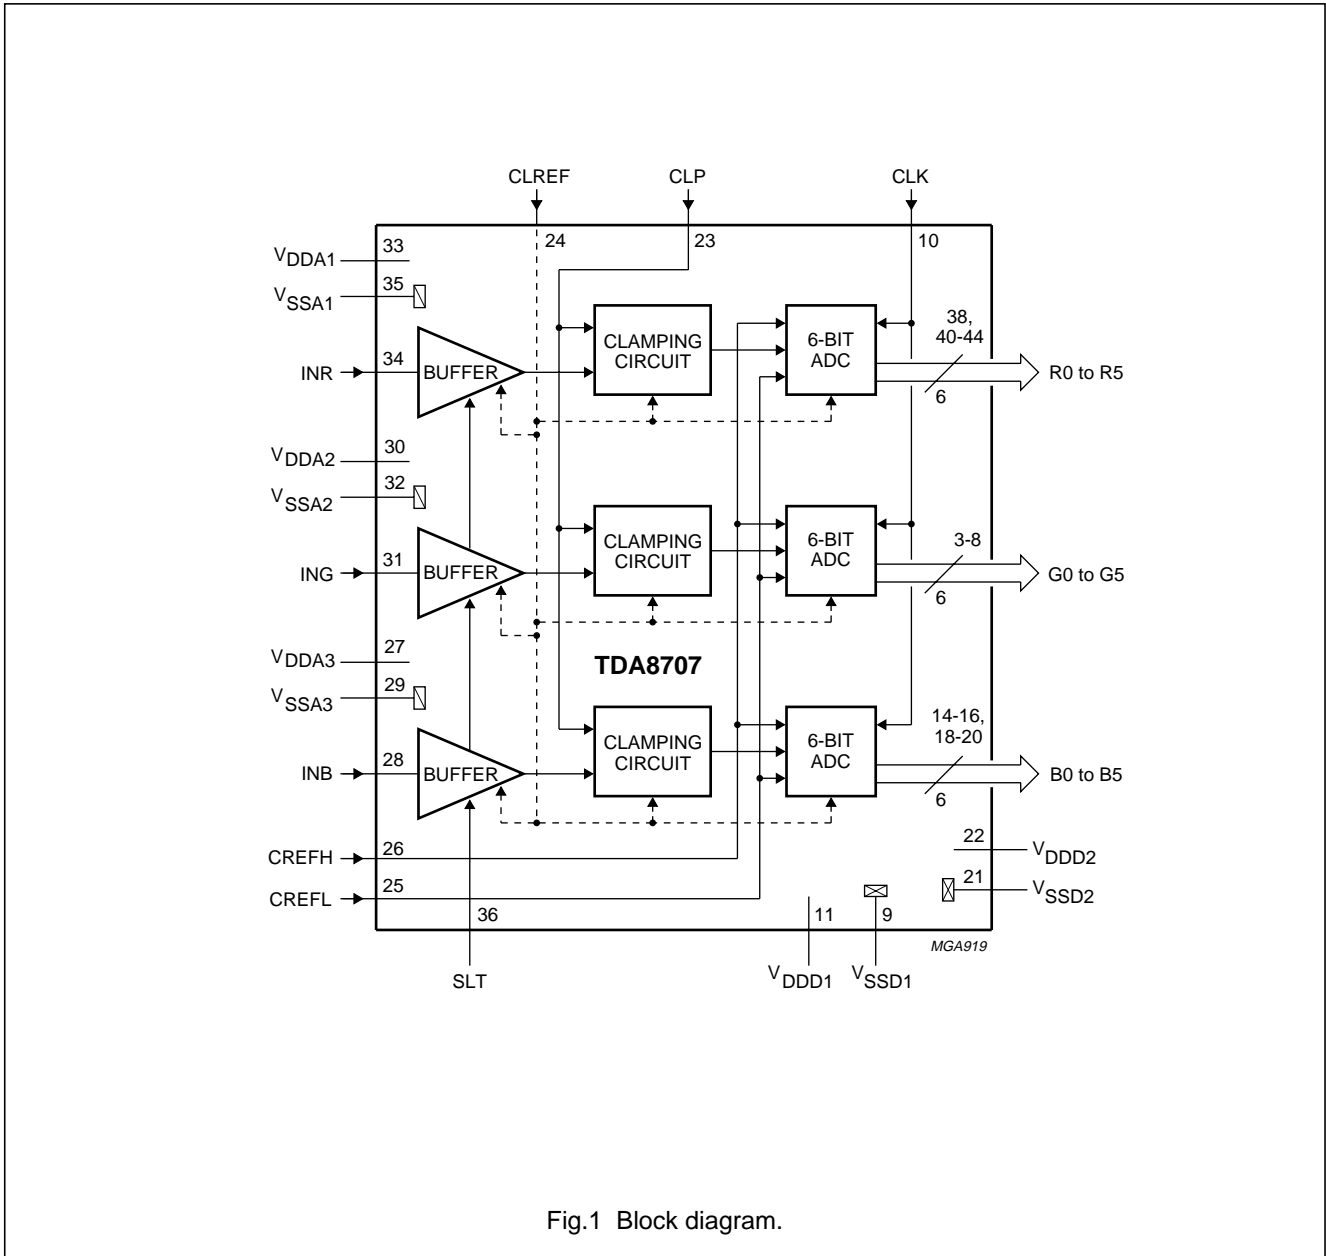 CLREF CLP CLK
24 23 10
VDDA1 33
VSSA1 35
38,
40-44
INR 34 BUFFER CLAMPING CIRCUIT 6-BIT ADC R0 to R5
6
VDDA2 30
VSSA2 32
3-8
ING 31 BUFFER CLAMPING CIRCUIT 6-BIT ADC G0 to G5
6
VDDA3 27
TDA8707
VSSA3 29
14-16,
18-20
INB 28 BUFFER CLAMPING CIRCUIT 6-BIT ADC B0 to B5
6
CREFH 26
22 VDDD2
CREFL 25
21 VSSD2
36 11 9
MGA919
SLT VDDD1 VSSD1
Fig.1 Block diagram.